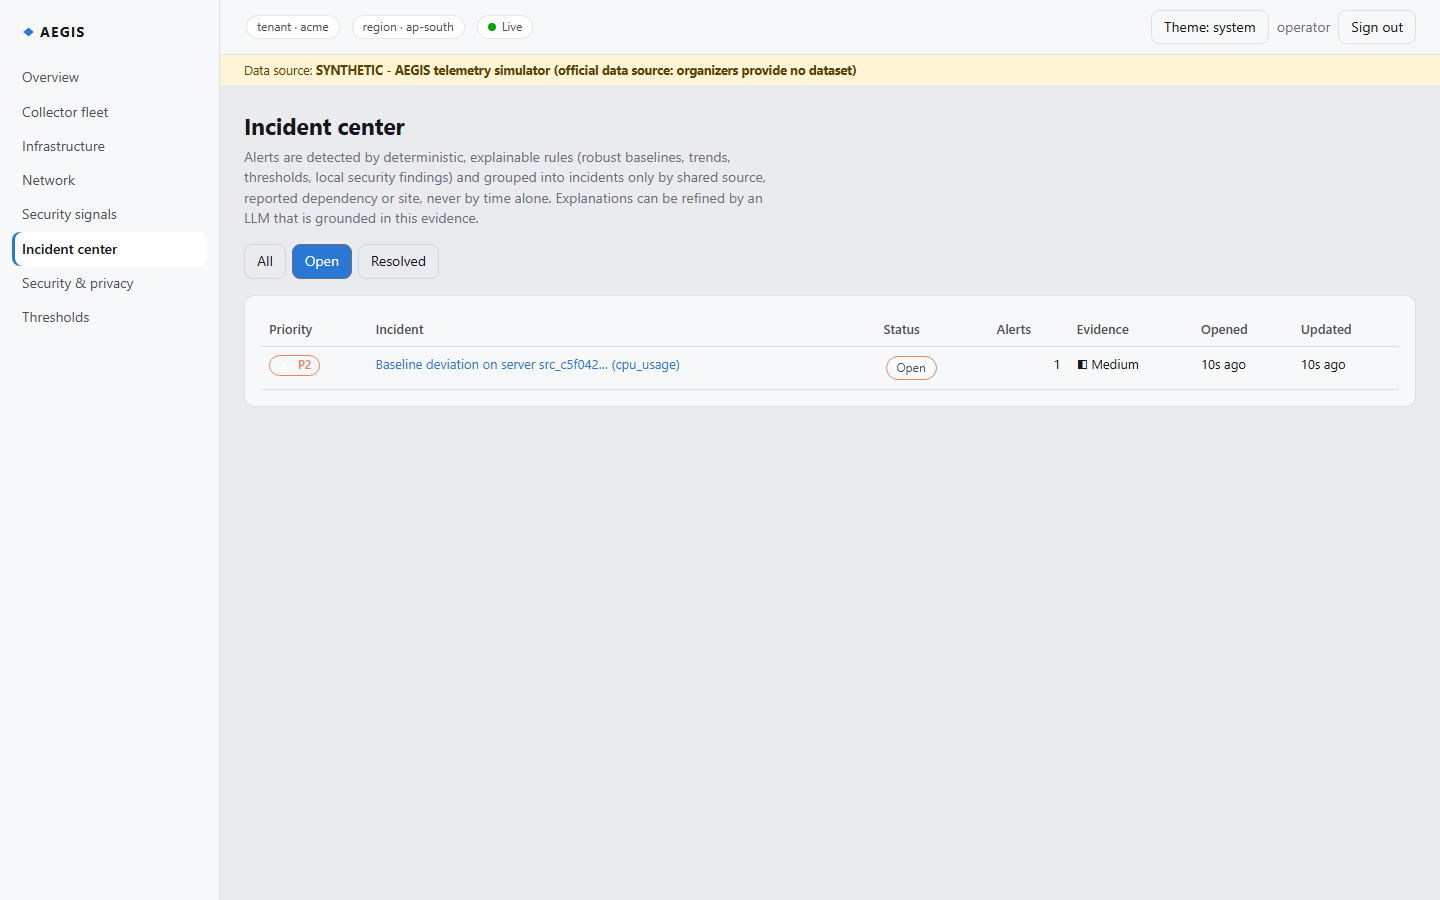 AEGIS
Overview
Collector fleet
Infrastructure
Network
Security signals
Incident center
Security & privacy
Thresholds
tenant · acme
region · ap-south
Live
Theme: system
operator
Sign out
Data source: SYNTHETIC - AEGIS telemetry simulator (official data source: organizers provide no dataset)
Incident center
Alerts are detected by deterministic, explainable rules (robust baselines, trends,
thresholds, local security findings) and grouped into incidents only by shared source,
reported dependency or site, never by time alone. Explanations can be refined by an
LLM that is grounded in this evidence.
All
Open
Resolved
Priority Incident Status Alerts Evidence Opened Updated
P2 Baseline deviation on server src_c5f042... (cpu_usage) Open 1 Medium 10s ago 10s ago